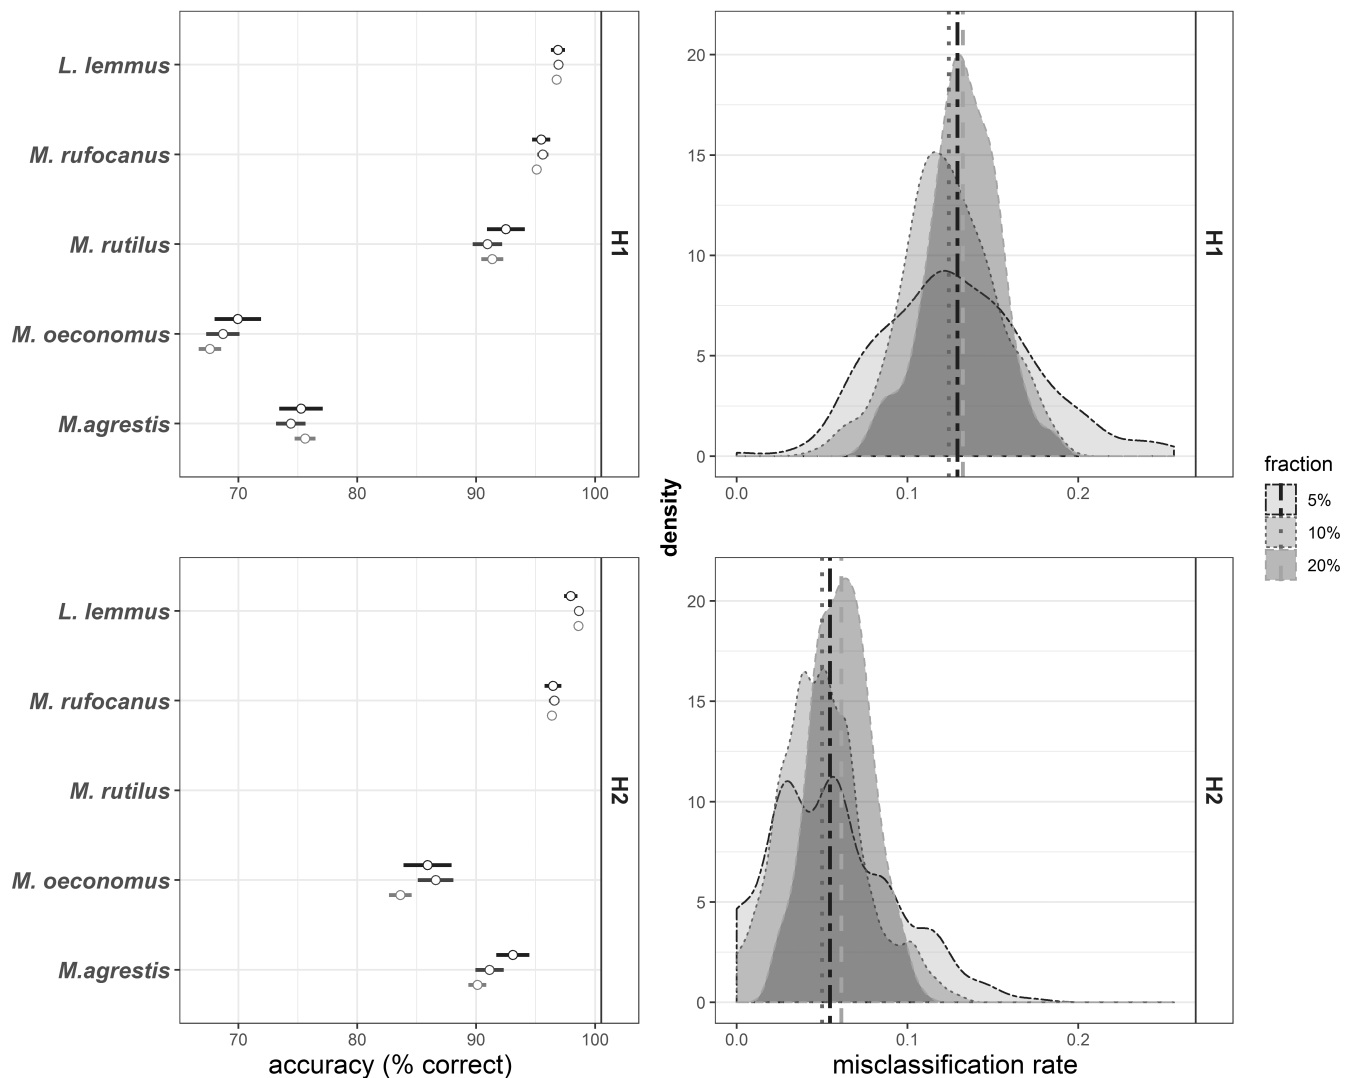 L. lemmus
M. rufocanus
M. rutilus
M. oeconomus
M.agrestis
70 80 90 100
H1
20
15
10
5
0
0.0 0.1 0.2
H1
density
L. lemmus
M. rufocanus
M. rutilus
M. oeconomus
M.agrestis
70 80 90 100
accuracy (% correct)
H2
20
15
10
5
0
0.0 0.1 0.2
misclassification rate
H2
fraction
5%
10%
20%